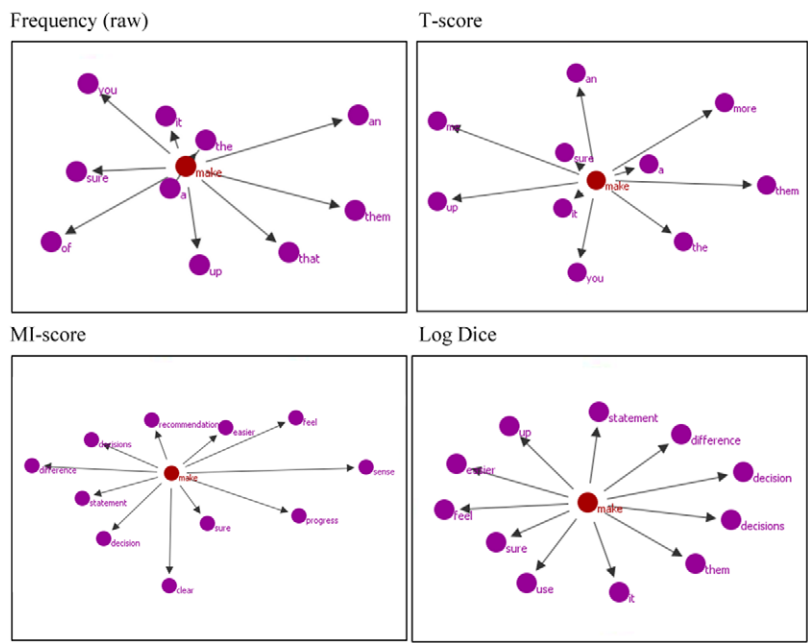 Frequency (raw)
you
it
an
the
sure
make
a
them
of
that
up
T-score
an
more
me
sure
a
make
them
up
it
the
you
MI-score
recommendation
feel
easier
decisions
difference
sense
make
statement
progress
sure
decision
clear
Log Dice
statement
up
difference
easier
decision
make
feel
decisions
sure
them
use
it